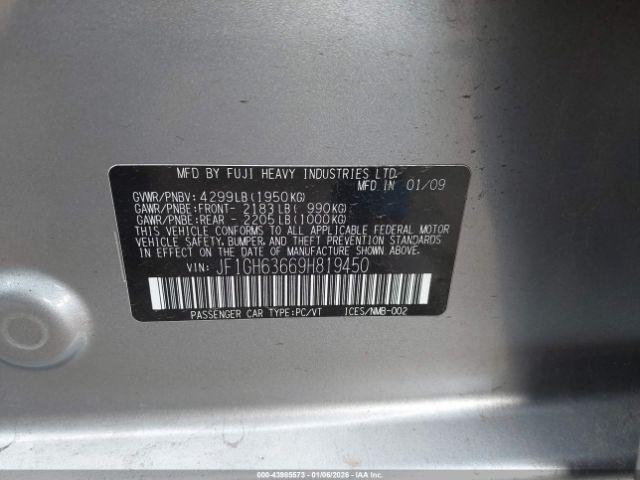 MFD BY FUJI HEAVY INDUSTRIES LTD.
MFD IN 01/09
GVWR/PNBV: 4299LB(1950KG)
GAWR/PNBE:FRONT- 2183LB( 990KG)
GAWR/PNBE:REAR - 2205LB(1000KG)
THIS VEHICLE CONFORMS TO ALL APPLICABLE FEDERAL MOTOR
VEHICLE SAFETY, BUMPER, AND THEFT PREVENTION STANDARDS
IN EFFECT ON THE DATE OF MANUFACTURE SHOWN ABOVE.
VIN: JF1GH63669H819450
PASSENGER CAR TYPE:PC/VT ICES/NMB-002
000-43985573 - 01/06/2026 - IAAI